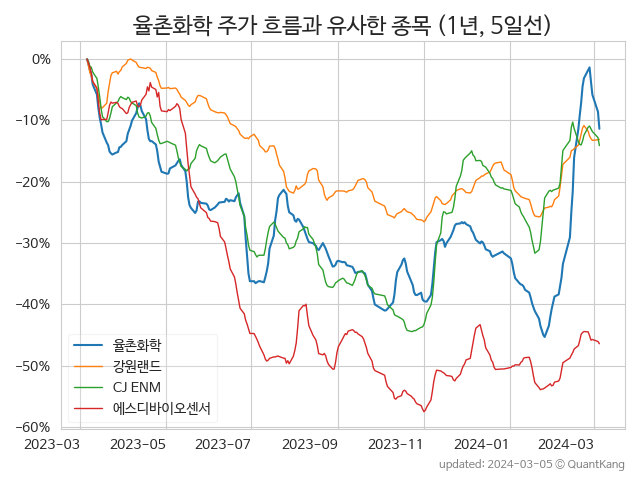 율촌화학 주가 흐름과 유사한 종목 (1년, 5일선)
0%
−10%
−20%
−30%
−40%
−50%
−60%
율촌화학
강원랜드
CJ ENM
에스디바이오센서
2023−03 2023−05 2023−07 2023−09 2023−11 2024−01 2024−03
updated: 2024-03-05 © QuantKang